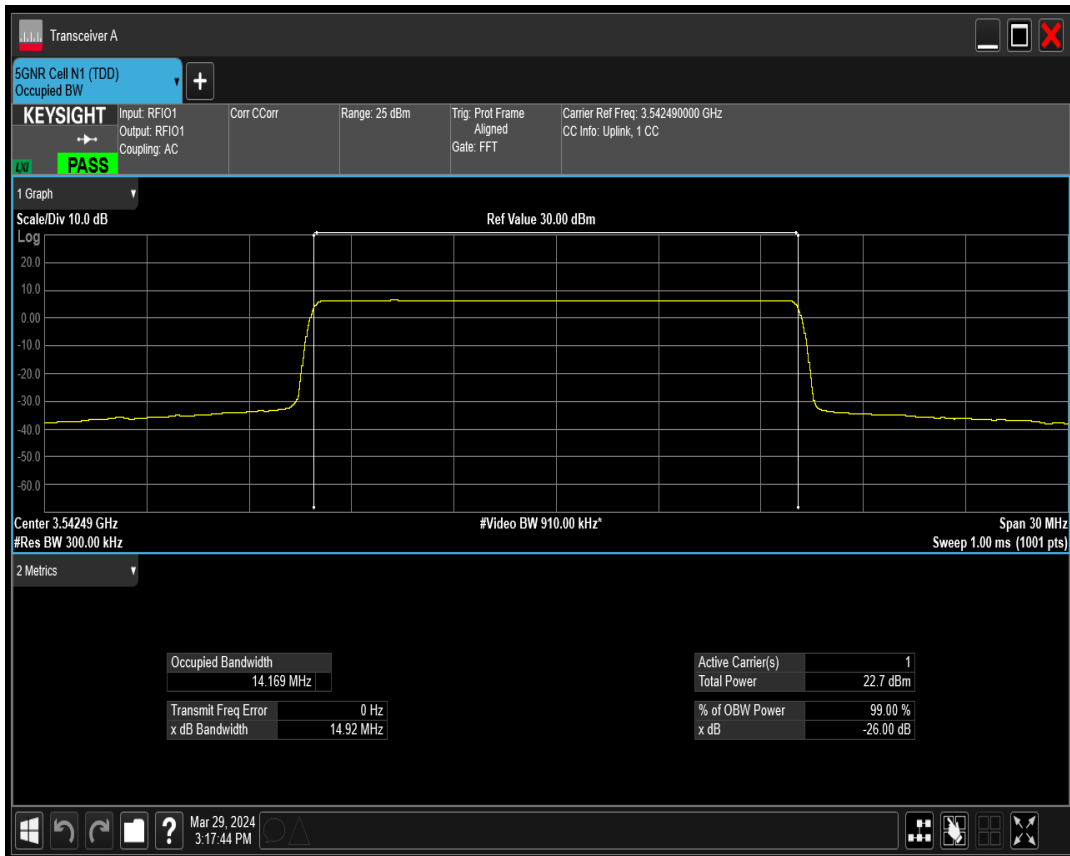 Transceiver A
5GNR Cell N1 (TDD)
Occupied BW
+
KEYSIGHT
LXI
PASS
Input: RFIO1
Output: RFIO1
Coupling: AC
Corr CCorr
Range: 25 dBm
Trig: Prot Frame
Aligned
Gate: FFT
Carrier Ref Freq: 3.542490000 GHz
CC Info: Uplink, 1 CC
1 Graph
Scale/Div 10.0 dB
Ref Value 30.00 dBm
Log
20.0
10.0
0.00
-10.0
-20.0
-30.0
-40.0
-50.0
-60.0
Center 3.54249 GHz
#Video BW 910.00 kHz*
Span 30 MHz
#Res BW 300.00 kHz
Sweep 1.00 ms (1001 pts)
2 Metrics
Occupied Bandwidth
14.169 MHz
Transmit Freq Error 0 Hz
x dB Bandwidth 14.92 MHz
Active Carrier(s) 1
Total Power 22.7 dBm
% of OBW Power 99.00 %
x dB -26.00 dB
?
Mar 29, 2024
3:17:44 PM